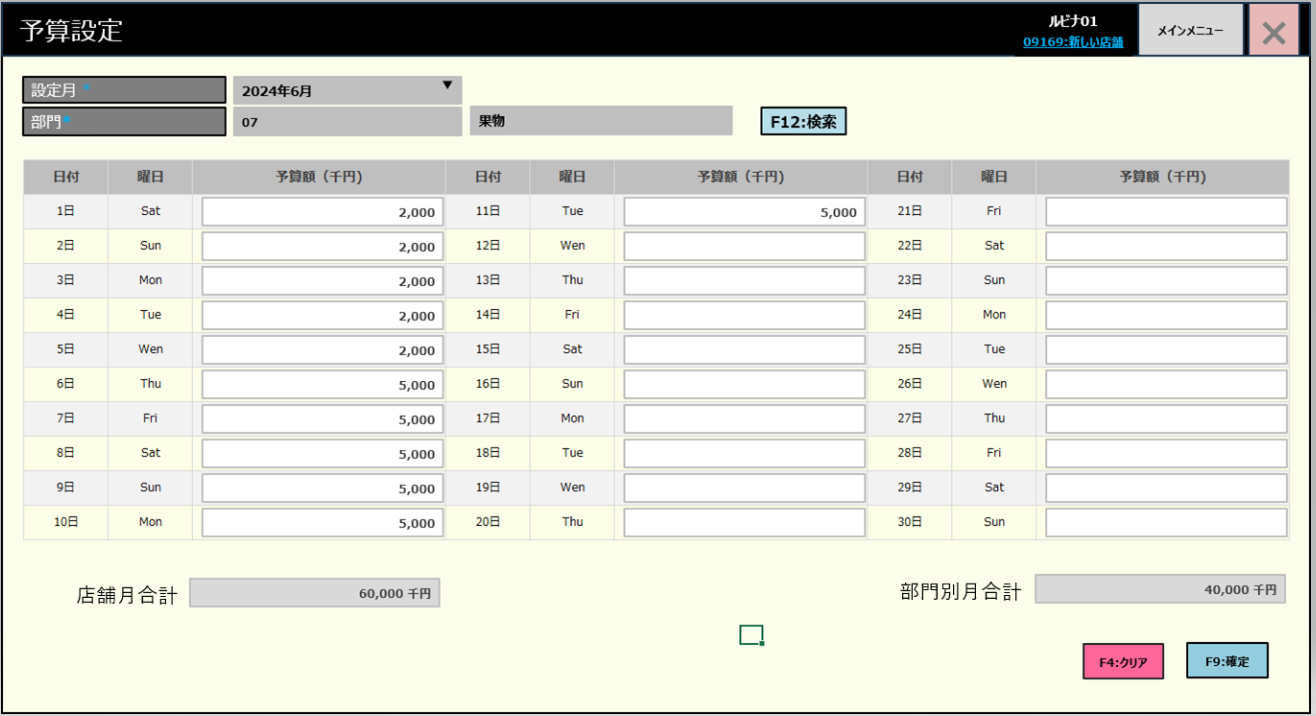 予算設定
ルビナ01
09169:新しい店舗
メインメニュー
設定月 *
2024年6月
▼
部門*
07
果物
F12:検索
日付 曜日 予算額（千円） 日付 曜日 予算額（千円） 日付 曜日 予算額（千円）
1日 Sat 2,000 11日 Tue 5,000 21日 Fri
2日 Sun 2,000 12日 Wen 22日 Sat
3日 Mon 2,000 13日 Thu 23日 Sun
4日 Tue 2,000 14日 Fri 24日 Mon
5日 Wen 2,000 15日 Sat 25日 Tue
6日 Thu 5,000 16日 Sun 26日 Wen
7日 Fri 5,000 17日 Mon 27日 Thu
8日 Sat 5,000 18日 Tue 28日 Fri
9日 Sun 5,000 19日 Wen 29日 Sat
10日 Mon 5,000 20日 Thu 30日 Sun
店舗月合計 60,000 千円
部門別月合計 40,000 千円
F4:クリア
F9:確定